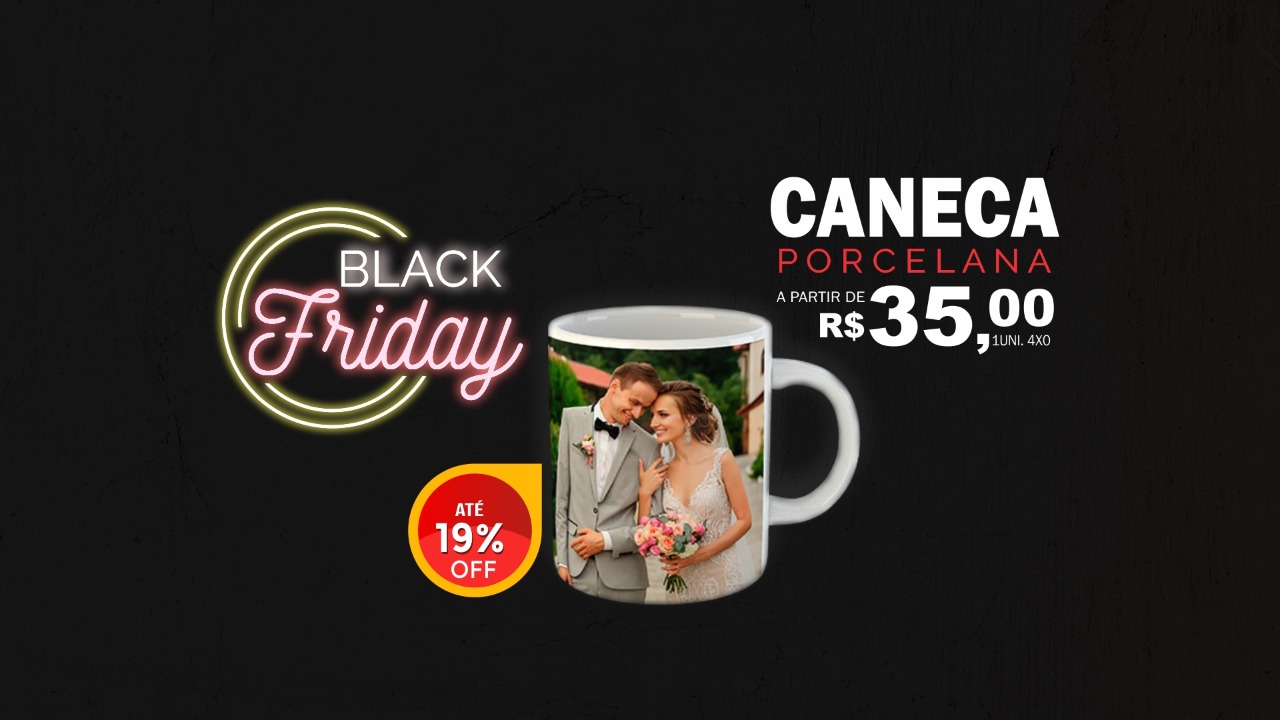 BLACK
Friday
CANECA
PORCELANA
A PARTIR DE
R$ 35,00
1UNI. 4X0
ATÉ
19%
OFF